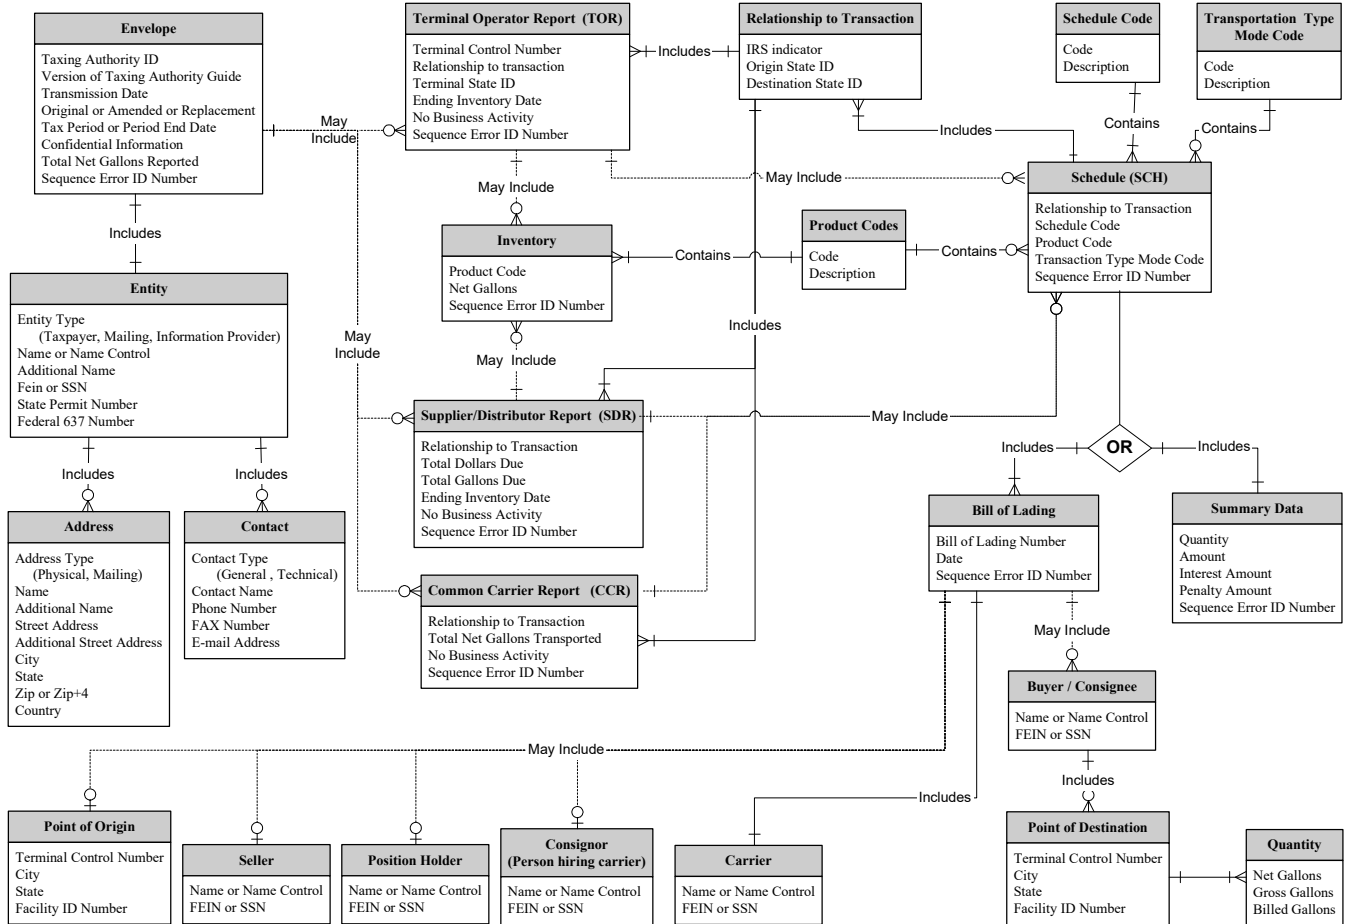 Envelope
Taxing Authority ID
Version of Taxing Authority Guide
Transmission Date
Original or Amended or Replacement
Tax Period or Period End Date
Confidential Information
Total Net Gallons Reported
Sequence Error ID Number
May
Include
Terminal Operator Report (TOR)
Terminal Control Number
Relationship to transaction
Terminal State ID
Ending Inventory Date
No Business Activity
Sequence Error ID Number
Includes
Relationship to Transaction
IRS indicator
Origin State ID
Destination State ID
Includes
Schedule Code
Code
Description
Contains
Transportation Type
Mode Code
Code
Description
Contains
May Include
May Include
Schedule (SCH)
Relationship to Transaction
Schedule Code
Product Code
Transaction Type Mode Code
Sequence Error ID Number
Includes
Inventory
Product Code
Net Gallons
Sequence Error ID Number
Contains
Product Codes
Code
Description
Contains
Entity
Entity Type
(Taxpayer, Mailing, Information Provider)
Name or Name Control
Additional Name
Fein or SSN
State Permit Number
Federal 637 Number
May
Include
May Include
Includes
Supplier/Distributor Report (SDR)
Relationship to Transaction
Total Dollars Due
Total Gallons Due
Ending Inventory Date
No Business Activity
Sequence Error ID Number
May Include
Includes
OR
Includes
Includes
Includes
Address
Address Type
(Physical, Mailing)
Name
Additional Name
Street Address
Additional Street Address
City
State
Zip or Zip+4
Country
Contact
Contact Type
(General , Technical)
Contact Name
Phone Number
FAX Number
E-mail Address
Common Carrier Report (CCR)
Relationship to Transaction
Total Net Gallons Transported
No Business Activity
Sequence Error ID Number
Bill of Lading
Bill of Lading Number
Date
Sequence Error ID Number
Summary Data
Quantity
Amount
Interest Amount
Penalty Amount
Sequence Error ID Number
May Include
Buyer / Consignee
Name or Name Control
FEIN or SSN
May Include
Includes
Includes
Point of Origin
Terminal Control Number
City
State
Facility ID Number
Seller
Name or Name Control
FEIN or SSN
Position Holder
Name or Name Control
FEIN or SSN
Consignor
(Person hiring carrier)
Name or Name Control
FEIN or SSN
Carrier
Name or Name Control
FEIN or SSN
Point of Destination
Terminal Control Number
City
State
Facility ID Number
Quantity
Net Gallons
Gross Gallons
Billed Gallons